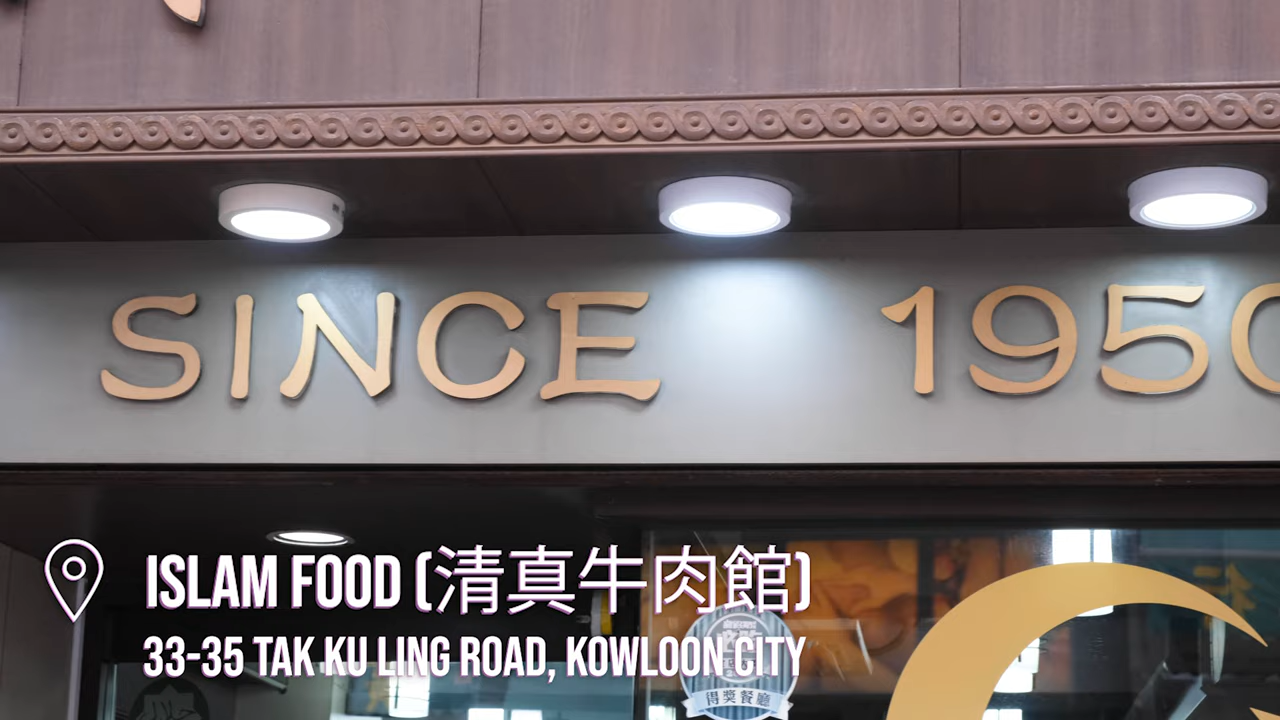 SINCE 1950
ISLAM FOOD (清真牛肉館)
33-35 TAK KU LING ROAD, KOWLOON CITY
得獎餐廳